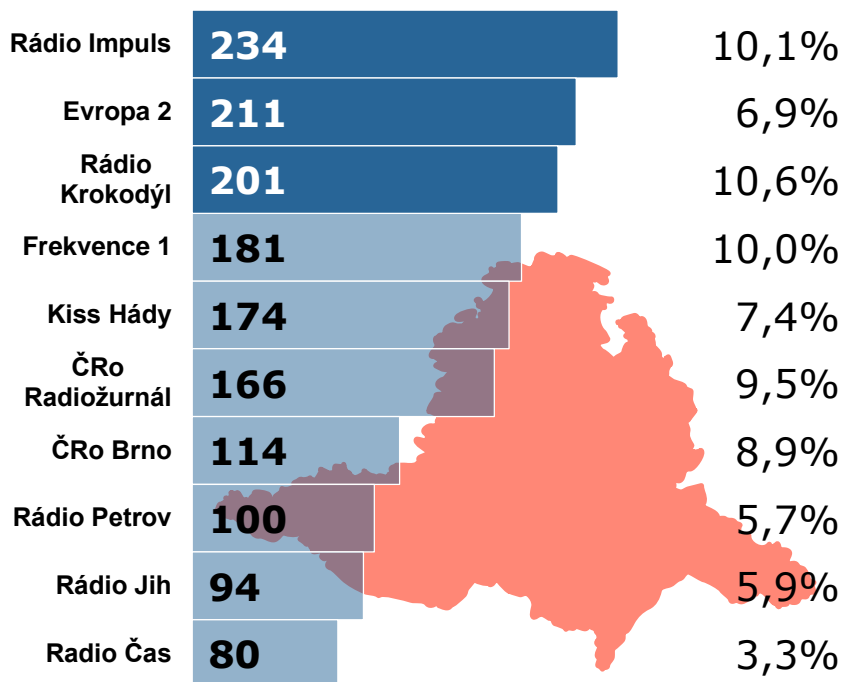 Rádio Impuls 234 10,1%
Evropa 2 211 6,9%
Rádio
Krokodýl 201 10,6%
Frekvence 1 181 10,0%
Kiss Hády 174 7,4%
ČRo
Radiožurnál 166 9,5%
ČRo Brno 114 8,9%
Rádio Petrov 100 5,7%
Rádio Jih 94 5,9%
Radio Čas 80 3,3%